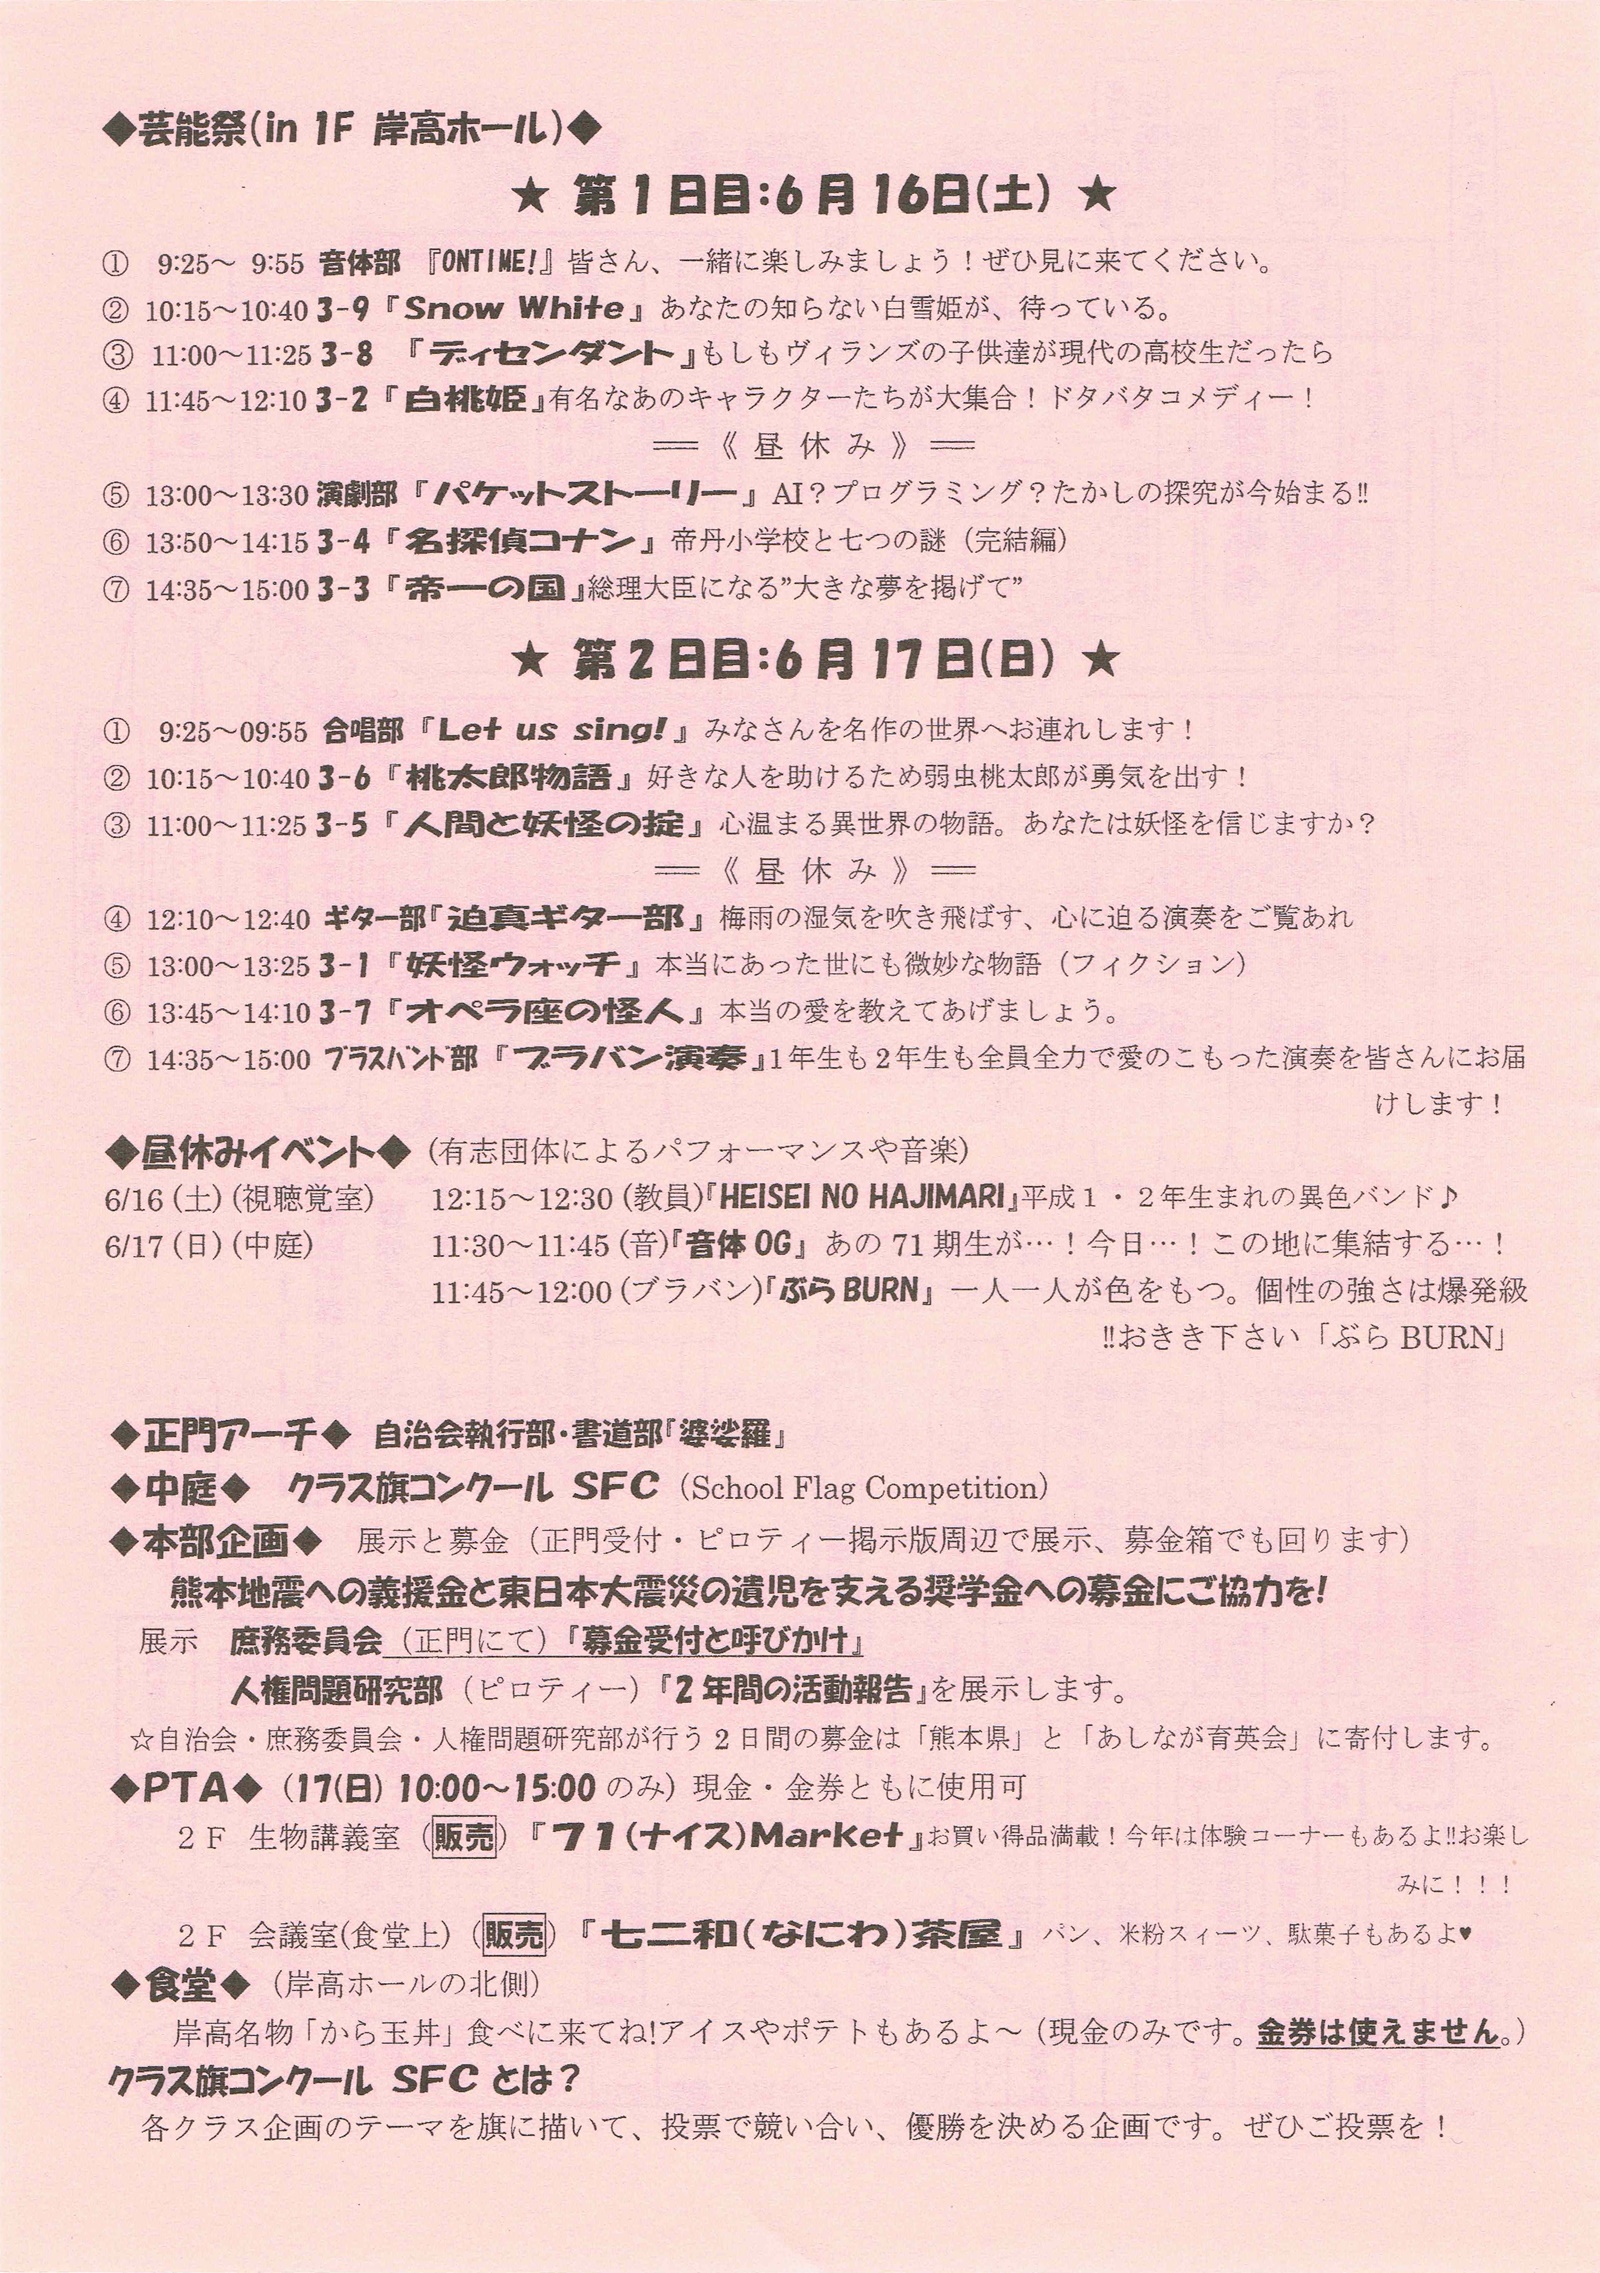 ◆芸能祭(in 1F 岸高ホール)◆
★ 第1日目:6月16日(土) ★
① 9:25～ 9:55 音体部 『ONTIME!』皆さん、一緒に楽しみましょう！ぜひ見に来てください。
② 10:15～10:40 3-9『Snow White』あなたの知らない白雪姫が、待っている。
③ 11:00～11:25 3-8 『ディセンダント』もしもヴィランズの子供達が現代の高校生だったら
④ 11:45～12:10 3-2『白桃姫』有名なあのキャラクターたちが大集合！ドタバタコメディー！
══《 昼 休 み 》══
⑤ 13:00～13:30 演劇部『パケットストーリー』AI？プログラミング？たかしの探究が今始まる‼
⑥ 13:50～14:15 3-4『名探偵コナン』帝丹小学校と七つの謎（完結編）
⑦ 14:35～15:00 3-3『帝一の国』総理大臣になる”大きな夢を掲げて”
★ 第2日目:6月17日(日) ★
① 9:25～09:55 合唱部『Let us sing!』みなさんを名作の世界へお連れします！
② 10:15～10:40 3-6『桃太郎物語』好きな人を助けるため弱虫桃太郎が勇気を出す！
③ 11:00～11:25 3-5『人間と妖怪の掟』心温まる異世界の物語。あなたは妖怪を信じますか？
══《 昼 休 み 》══
④ 12:10～12:40 ギター部『迫真ギター部』梅雨の湿気を吹き飛ばす、心に迫る演奏をご覧あれ
⑤ 13:00～13:25 3-1『妖怪ウォッチ』本当にあった世にも微妙な物語（フィクション）
⑥ 13:45～14:10 3-7『オペラ座の怪人』本当の愛を教えてあげましょう。
⑦ 14:35～15:00 ブラスバンド部『ブラバン演奏』1年生も2年生も全員全力で愛のこもった演奏を皆さんにお届
けします！
◆昼休みイベント◆（有志団体によるパフォーマンスや音楽）
6/16（土）（視聴覚室） 12:15～12:30（教員）『HEISEI NO HAJIMARI』平成１・２年生まれの異色バンド♪
6/17（日）（中庭） 11:30～11:45（音）『音体OG』あの71期生が…！今日…！この地に集結する…！
11:45～12:00（ブラバン）『ぶらBURN』一人一人が色をもつ。個性の強さは爆発級
‼おきき下さい「ぶらBURN」
◆正門アーチ◆ 自治会執行部･書道部『婆娑羅』
◆中庭◆ クラス旗コンクール SFC（School Flag Competition）
◆本部企画◆ 展示と募金（正門受付・ピロティー掲示版周辺で展示、募金箱でも回ります）
熊本地震への義援金と東日本大震災の遺児を支える奨学金への募金にご協力を!
展示 庶務委員会（正門にて）『募金受付と呼びかけ』
人権問題研究部（ピロティー）『2年間の活動報告』を展示します。
☆自治会・庶務委員会・人権問題研究部が行う2日間の募金は「熊本県」と「あしなが育英会」に寄付します。
◆PTA◆（17(日) 10:00～15:00のみ）現金・金券ともに使用可
２Ｆ 生物講義室（販売）『71(ナイス)Market』お買い得品満載！今年は体験コーナーもあるよ‼お楽し
みに！！！
２Ｆ 会議室(食堂上)（販売）『七二和(なにわ)茶屋』パン、米粉スィーツ、駄菓子もあるよ♥
◆食堂◆（岸高ホールの北側）
岸高名物「から玉丼」食べに来てね!アイスやポテトもあるよ～（現金のみです。金券は使えません。）
クラス旗コンクール SFCとは？
各クラス企画のテーマを旗に描いて、投票で競い合い、優勝を決める企画です。ぜひご投票を！